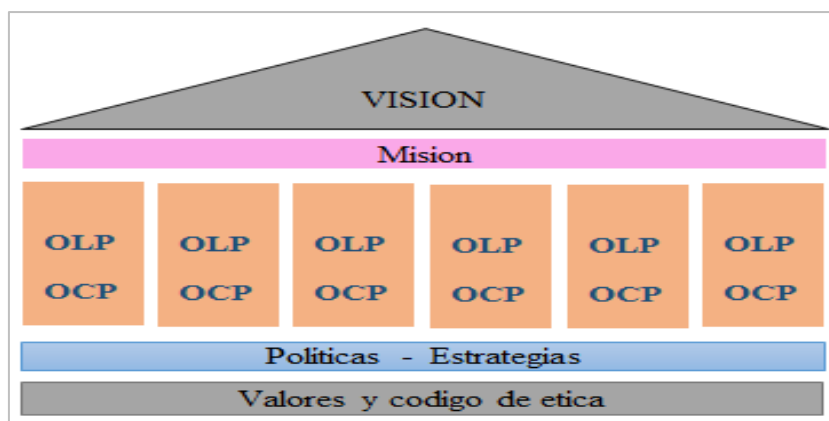 VISION
Mision
OLP OLP OLP OLP OLP OLP
OCP OCP OCP OCP OCP OCP
Políticas - Estrategias
Valores y codigo de etica